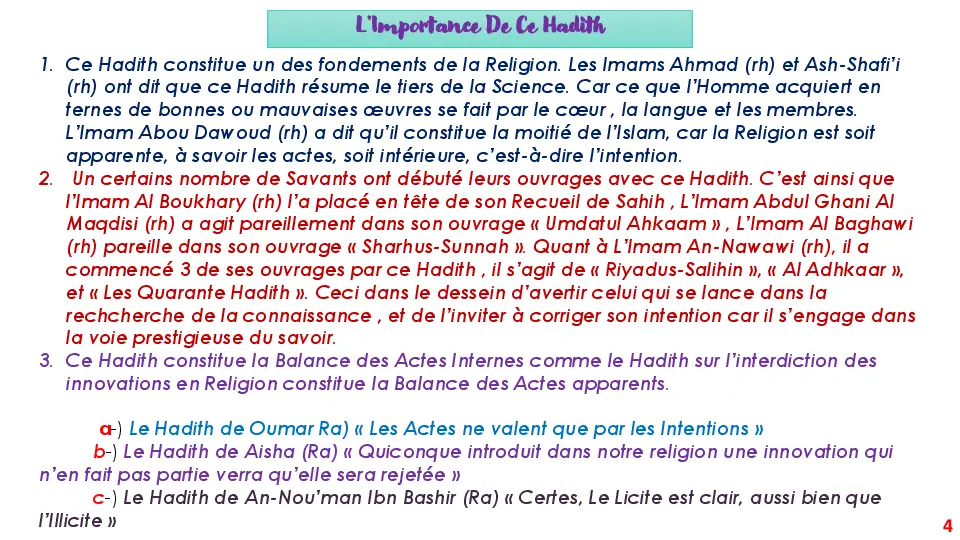 L'Importance De Ce Hadith
1. Ce Hadith constitue un des fondements de la Religion. Les Imams Ahmad (rh) et Ash-Shafi'i
(rh) ont dit que ce Hadith résume le tiers de la Science. Car ce que l'Homme acquiert en
ternes de bonnes ou mauvaises œuvres se fait par le cœur , la langue et les membres.
L'Imam Abou Dawoud (rh) a dit qu'il constitue la moitié de l'Islam, car la Religion est soit
apparente, à savoir les actes, soit intérieure, c'est-à-dire l'intention.
2. Un certains nombre de Savants ont débuté leurs ouvrages avec ce Hadith. C'est ainsi que
l'Imam Al Boukhary (rh) l'a placé en tête de son Recueil de Sahih , L'Imam Abdul Ghani Al
Maqdisi (rh) a agit pareillement dans son ouvrage « Umdatul Ahkaam » , L'Imam Al Baghawi
(rh) pareille dans son ouvrage « Sharhus-Sunnah ». Quant à L'Imam An-Nawawi (rh), il a
commencé 3 de ses ouvrages par ce Hadith , il s'agit de « Riyadus-Salihin », « Al Adhkaar »,
et « Les Quarante Hadith ». Ceci dans le dessein d'avertir celui qui se lance dans la
rechcherche de la connaissance , et de l'inviter à corriger son intention car il s'engage dans
la voie prestigieuse du savoir.
3. Ce Hadith constitue la Balance des Actes Internes comme le Hadith sur l'interdiction des
innovations en Religion constitue la Balance des Actes apparents.
a-) Le Hadith de Oumar Ra) « Les Actes ne valent que par les Intentions »
b-) Le Hadith de Aisha (Ra) « Quiconque introduit dans notre religion une innovation qui
n'en fait pas partie verra qu'elle sera rejetée »
c-) Le Hadith de An-Nou'man Ibn Bashir (Ra) « Certes, Le Licite est clair, aussi bien que
l'Illicite »
4